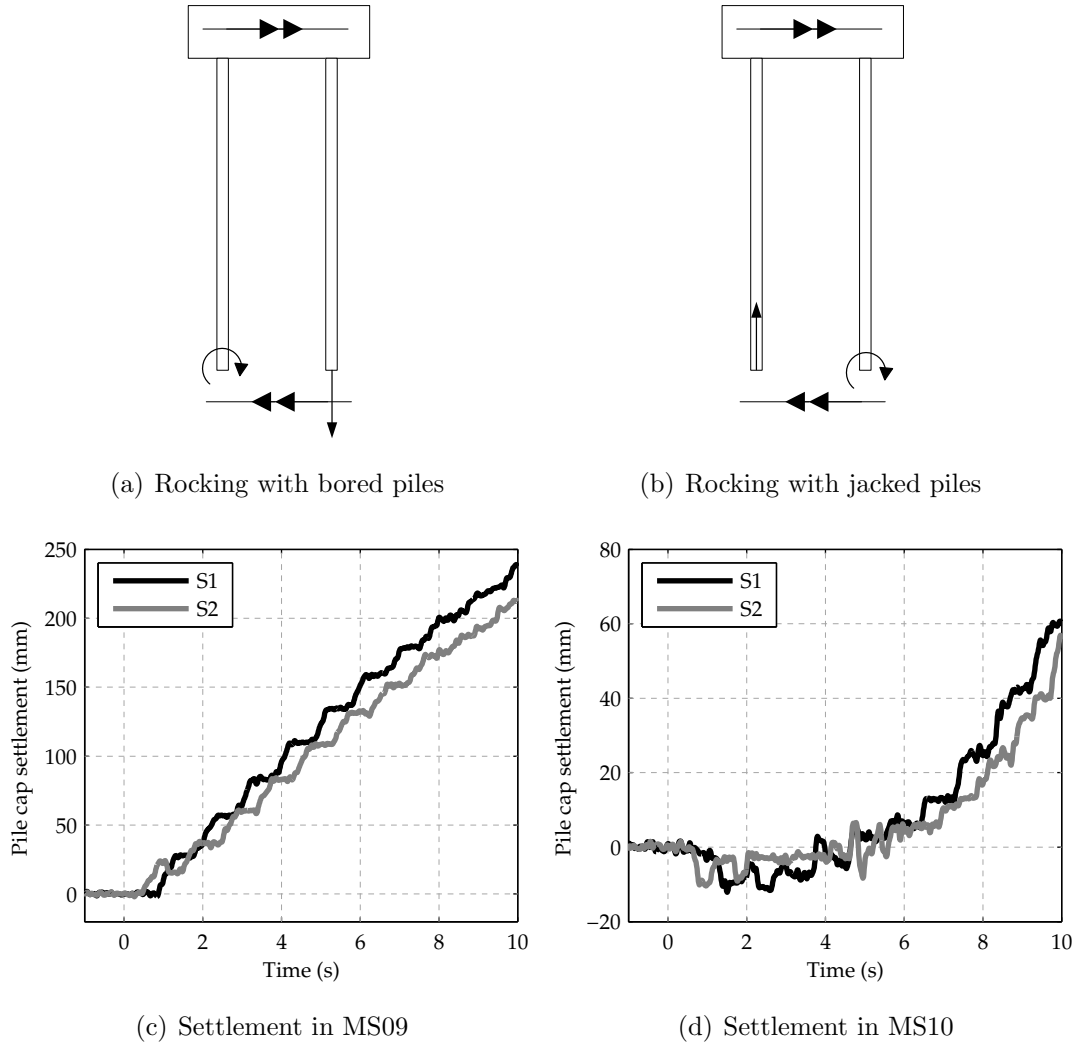 (a) Rocking with bored piles
(b) Rocking with jacked piles
250
200
150
100
50
0
Pile cap settlement (mm)
S1
S2
0 2 4 6 8 10
Time (s)
(c) Settlement in MS09
80
60
40
20
0
−20
Pile cap settlement (mm)
S1
S2
0 2 4 6 8 10
Time (s)
(d) Settlement in MS10